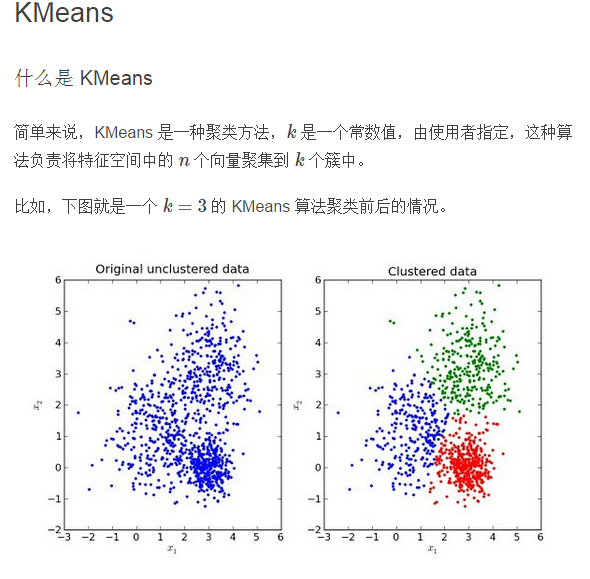 KMeans
什么是 KMeans
简单来说，KMeans 是一种聚类方法，k 是一个常数值，由使用者指定，这种算
法负责将特征空间中的 n 个向量聚集到 k 个簇中。
比如，下图就是一个 k = 3 的 KMeans 算法聚类前后的情况。
Original unclustered data
6
5
4
3
2
1
0
−1
−2
x₂
−3 −2 −1 0 1 2 3 4 5 6
x₁
Clustered data
6
5
4
3
2
1
0
−1
−2
x₂
−3 −2 −1 0 1 2 3 4 5 6
x₁